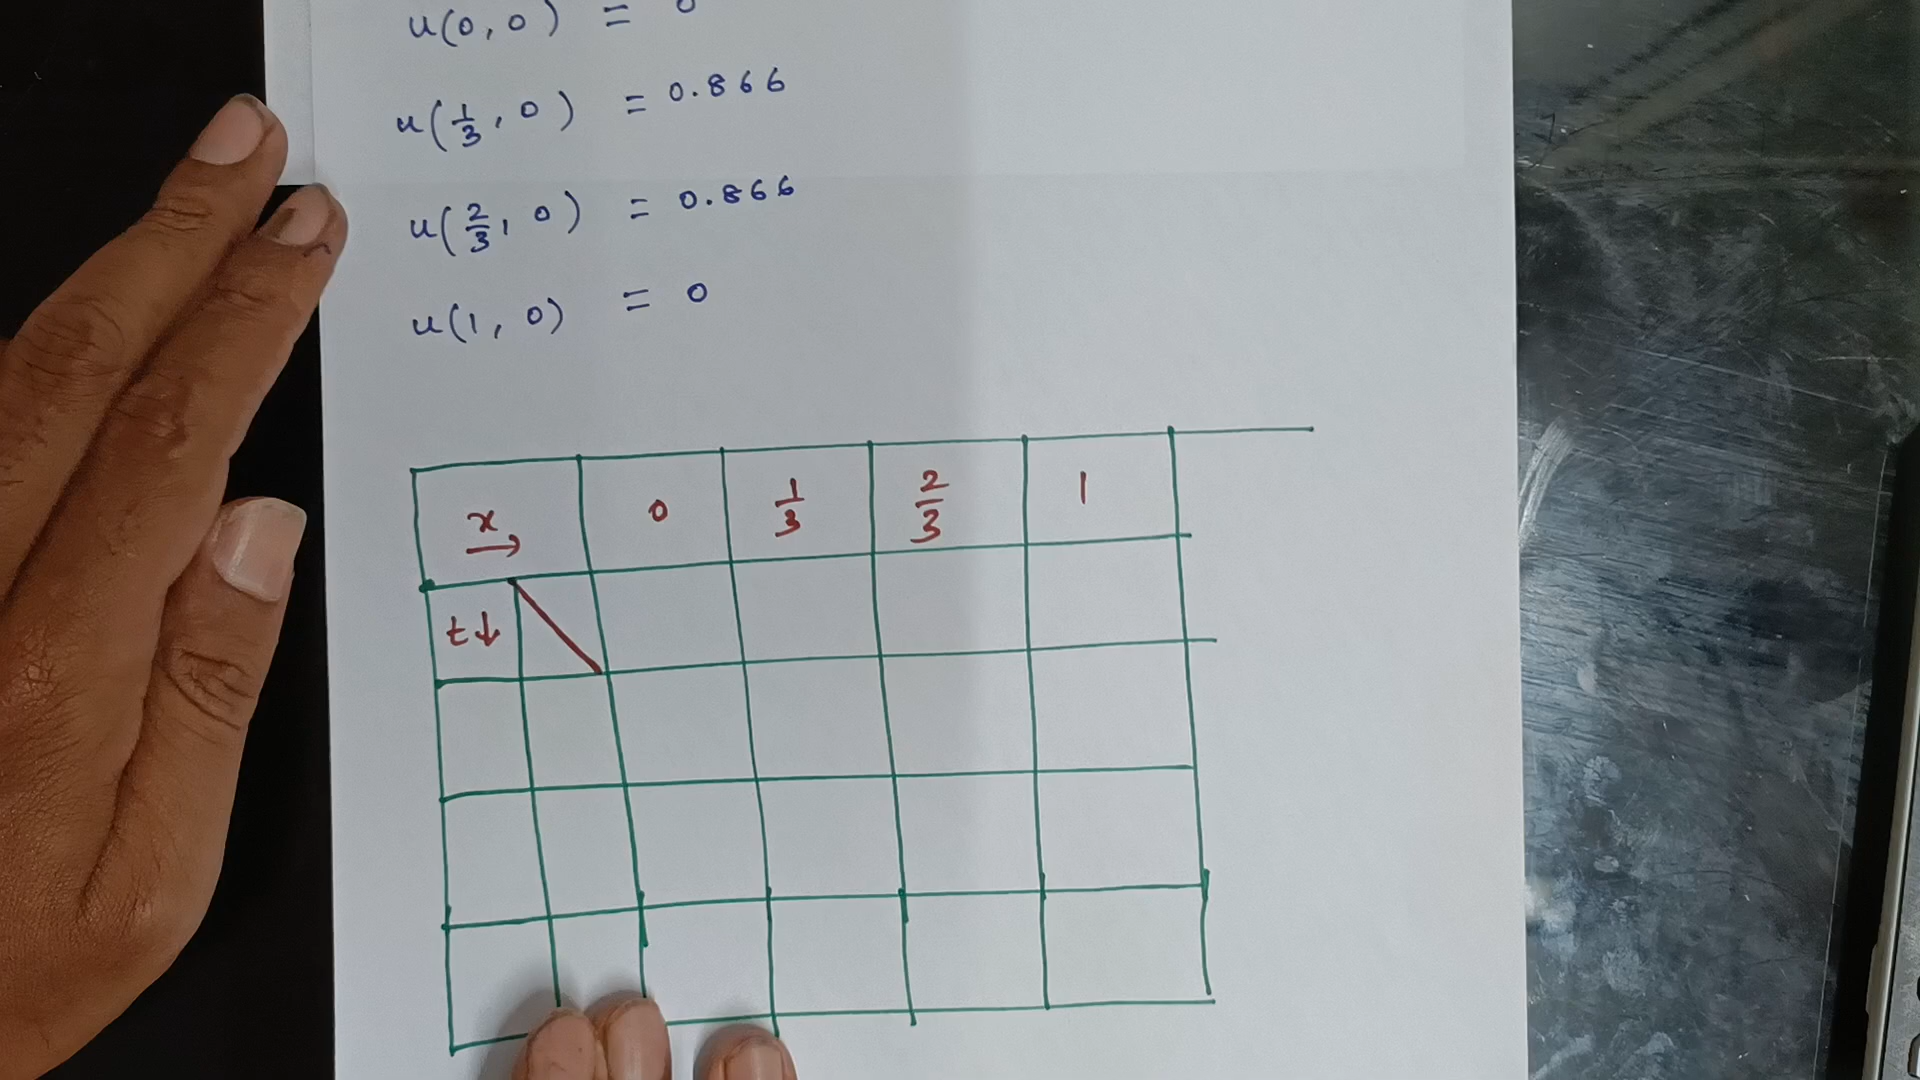 u(0,0) = 0
u(1/3, 0) = 0.866
u(2/3, 0) = 0.866
u(1, 0) = 0
x → 0 1/3 2/3 1
t↓